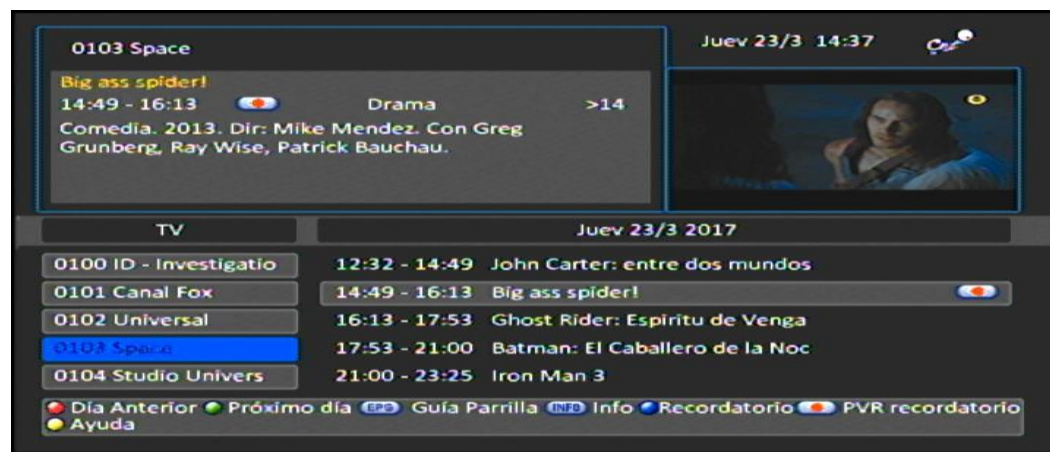 0103 Space
Juev 23/3 14:37
Big ass spider!
14:49 - 16:13 Drama >14
Comedia. 2013. Dir: Mike Mendez. Con Greg
Grunberg, Ray Wise, Patrick Bauchau.
TV
Juev 23/3 2017
0100 ID - Investigatio 12:32 - 14:49 John Carter: entre dos mundos
0101 Canal Fox 14:49 - 16:13 Big ass spider!
0102 Universal 16:13 - 17:53 Ghost Rider: Espiritu de Venga
0103 Space 17:53 - 21:00 Batman: El Caballero de la Noc
0104 Studio Univers 21:00 - 23:25 Iron Man 3
Día Anterior Próximo día EPG Guía Parrilla INFO Info Recordatorio PVR recordatorio
Ayuda